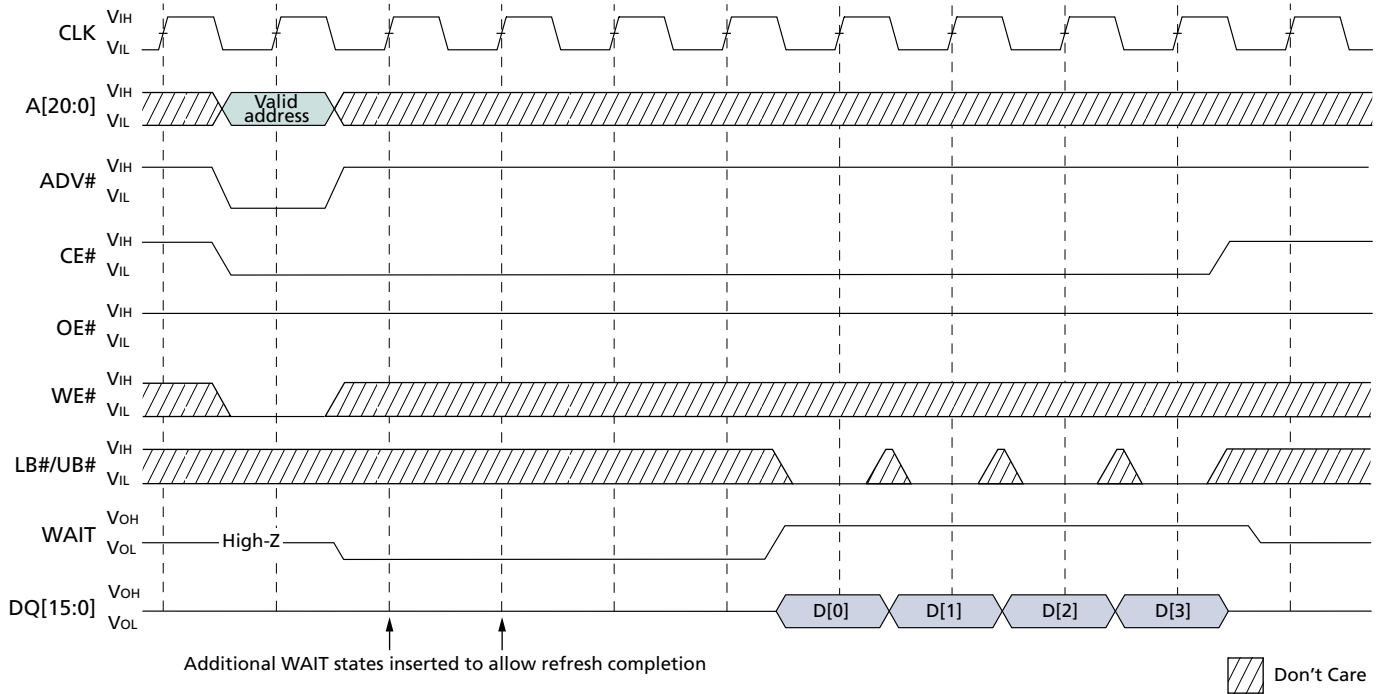 CLK VIH
VIL
A[20:0] VIH
VIL
Valid
address
ADV# VIH
VIL
CE# VIH
VIL
OE# VIH
VIL
WE# VIH
VIL
LB#/UB# VIH
VIL
WAIT VOH
VOL
High-Z
DQ[15:0] VOH
VOL
D[0] D[1] D[2] D[3]
Additional WAIT states inserted to allow refresh completion
Don't Care